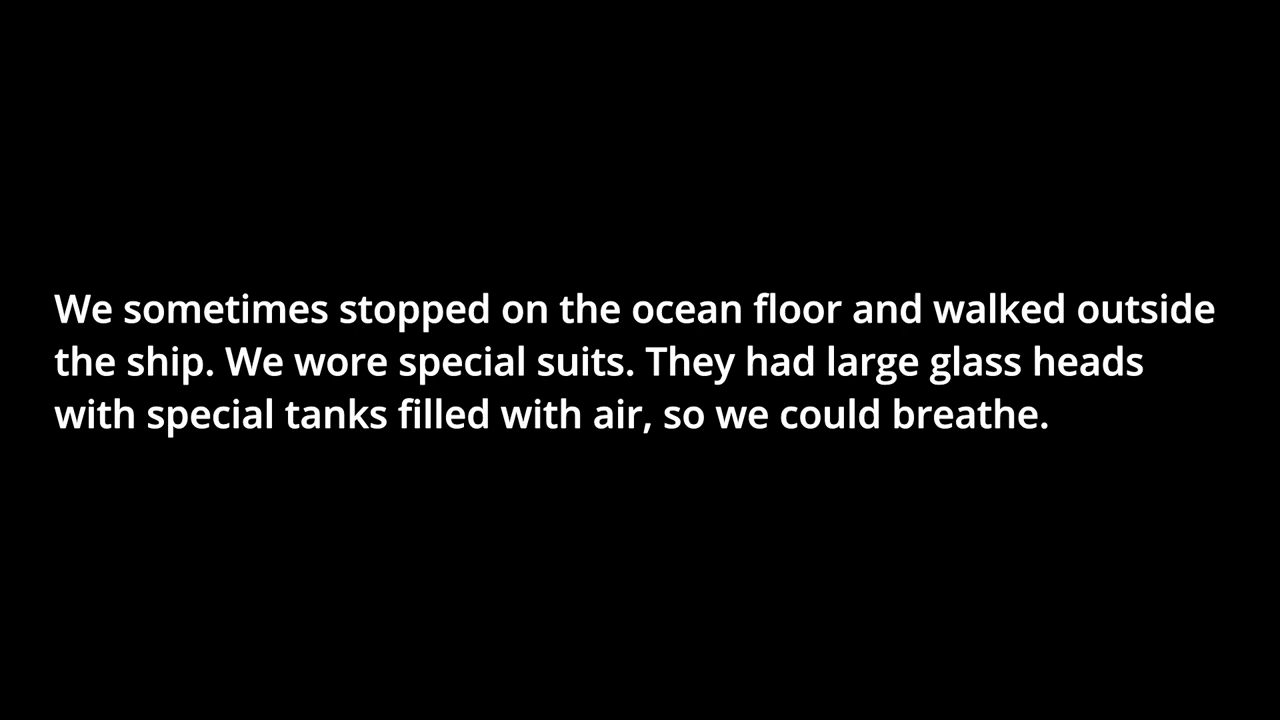 We sometimes stopped on the ocean floor and walked outside
the ship. We wore special suits. They had large glass heads
with special tanks filled with air, so we could breathe.